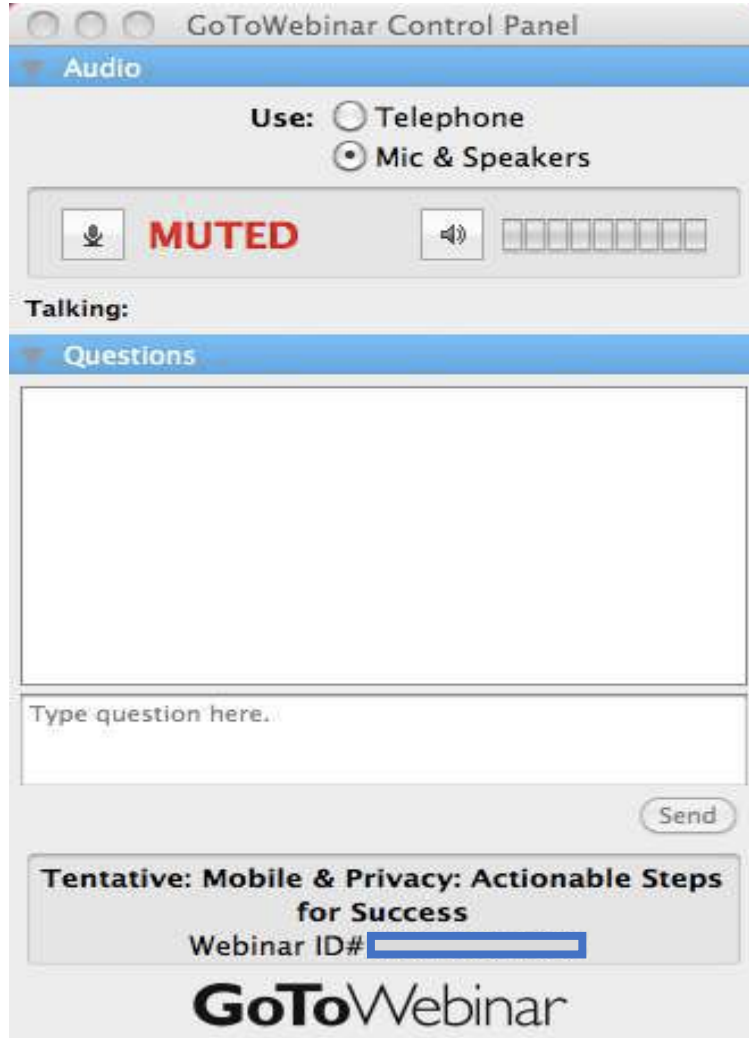 GoToWebinar Control Panel
Audio
Use: Telephone
Mic & Speakers
MUTED
Talking:
Questions
Type question here.
Send
Tentative: Mobile & Privacy: Actionable Steps
for Success
Webinar ID#
GoToWebinar